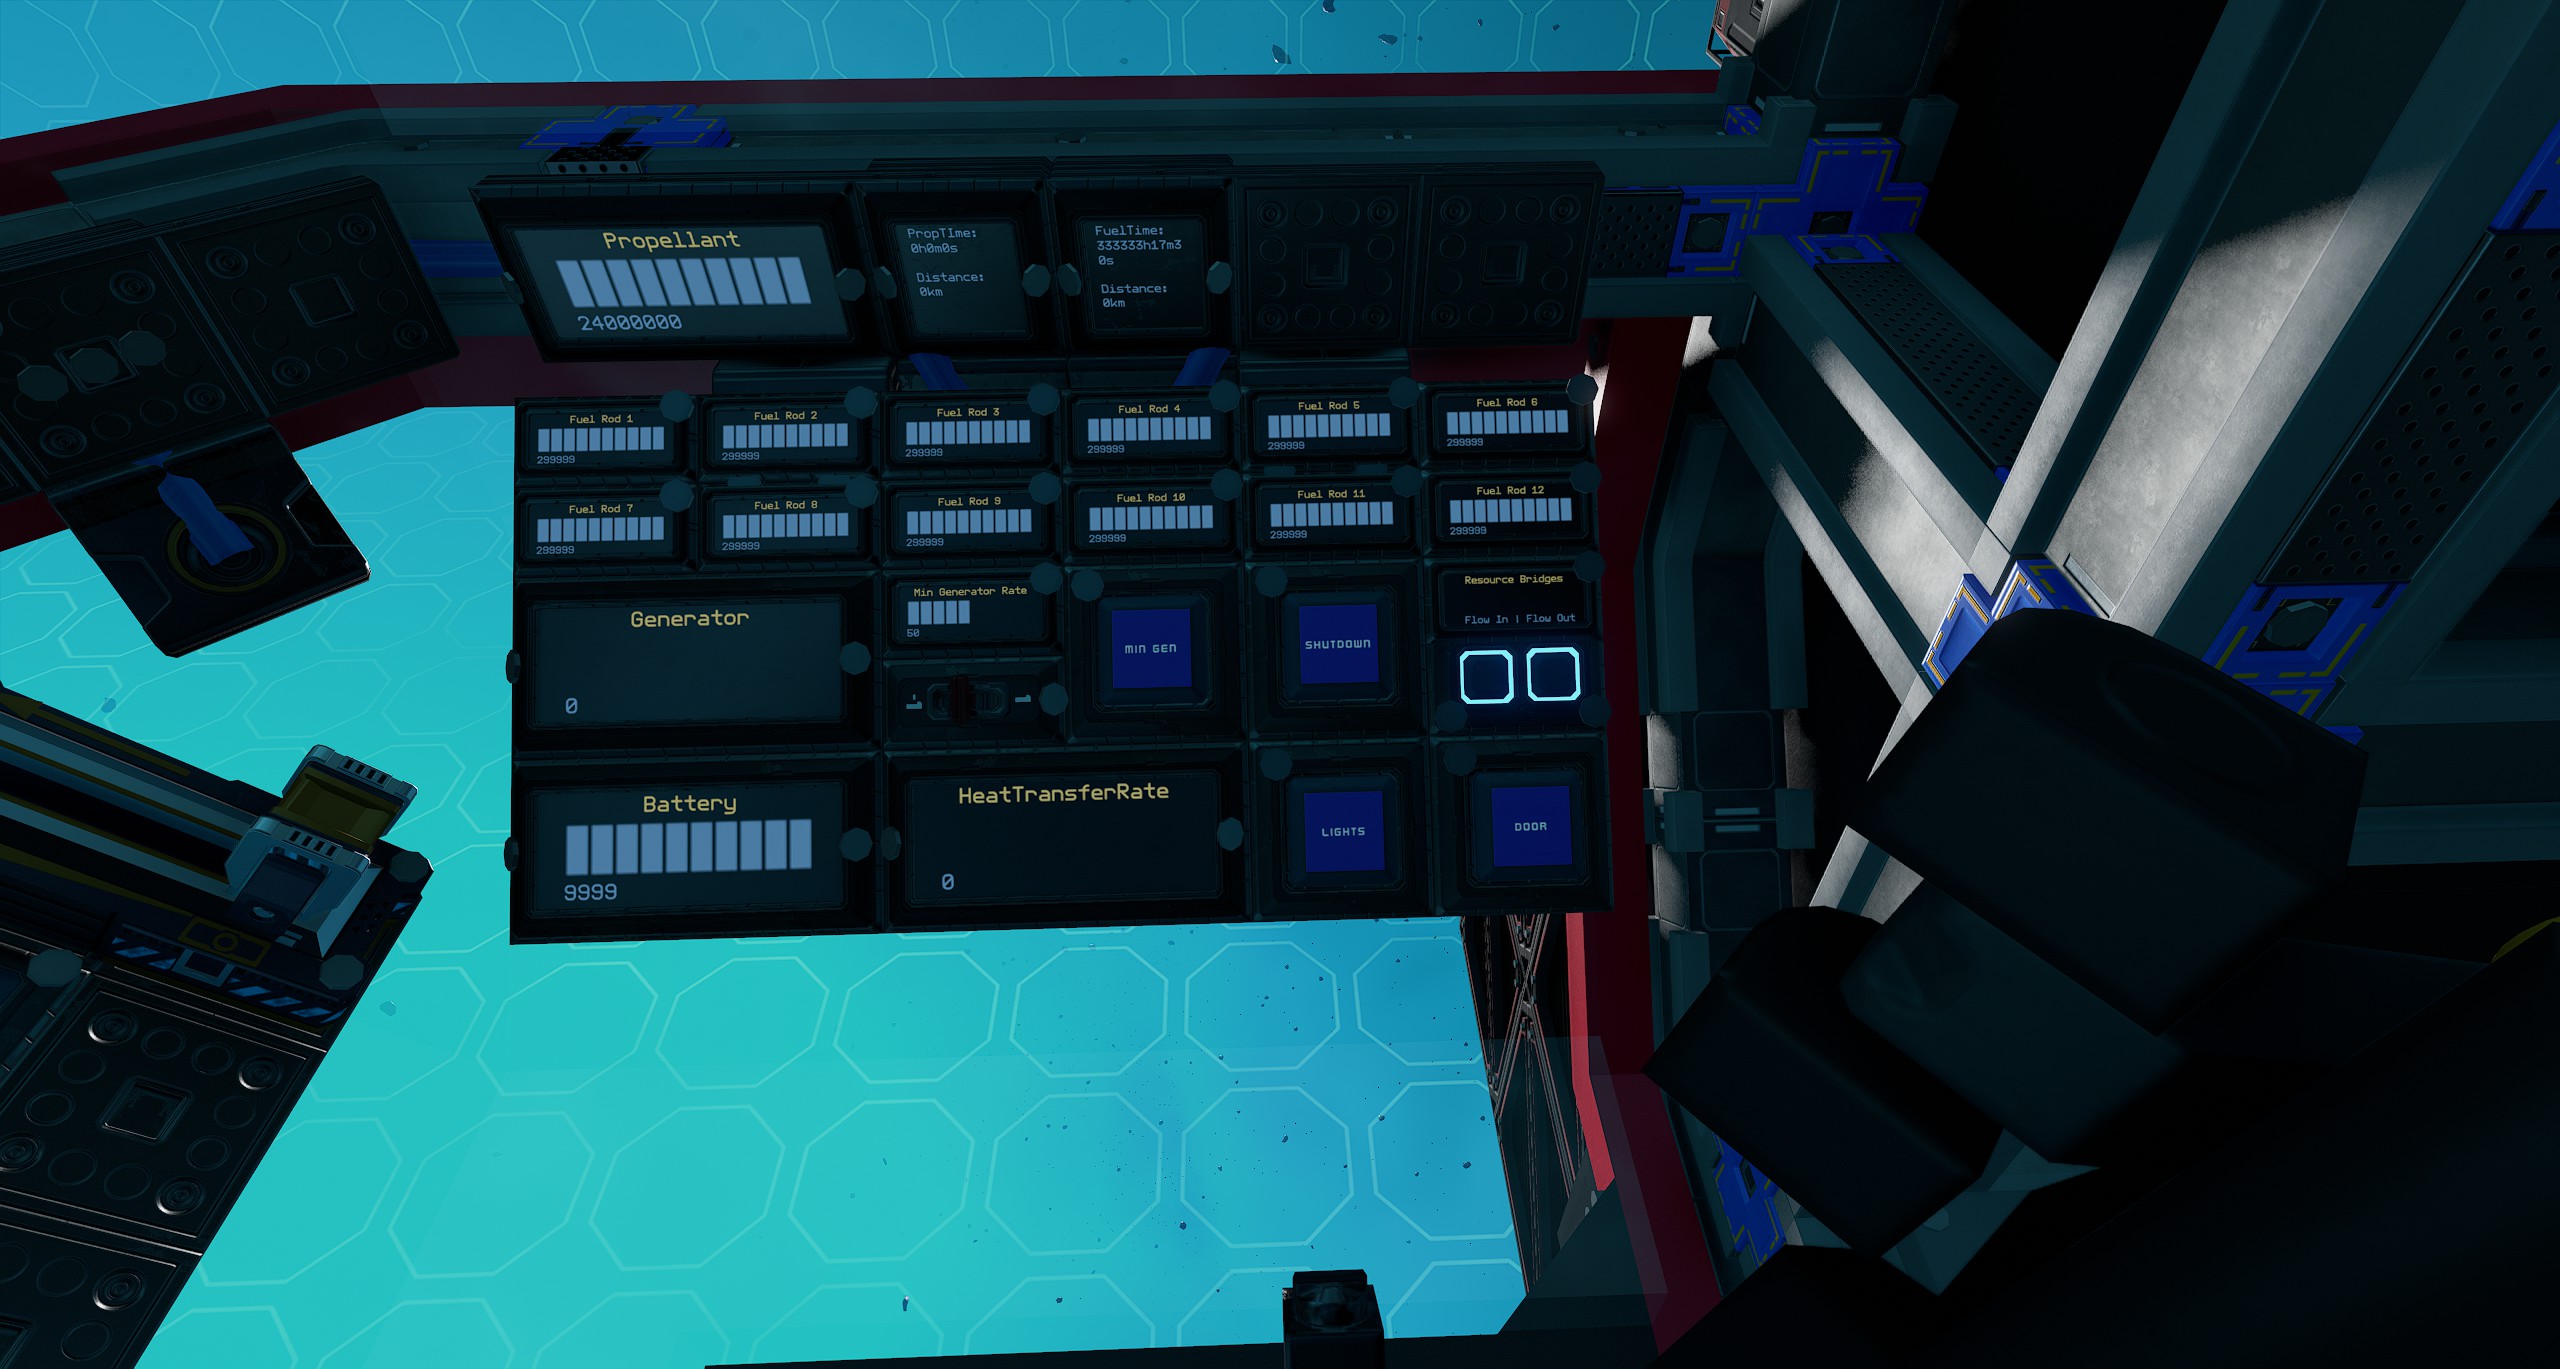 Propellant
24000000
PropTIme:
0h0m0s
Distance:
0km
FuelTime:
333333h17m3
0s
Distance:
0km
Fuel Rod 1
299999
Fuel Rod 2
299999
Fuel Rod 3
299999
Fuel Rod 4
299999
Fuel Rod 5
299999
Fuel Rod 6
299999
Fuel Rod 7
299999
Fuel Rod 8
299999
Fuel Rod 9
299999
Fuel Rod 10
299999
Fuel Rod 11
299999
Fuel Rod 12
299999
Generator
0
Min Generator Rate
50
-1
1
MIN GEN
SHUTDOWN
Resource Bridges
Flow In | Flow Out
Battery
9999
HeatTransferRate
0
LIGHTS
DOOR